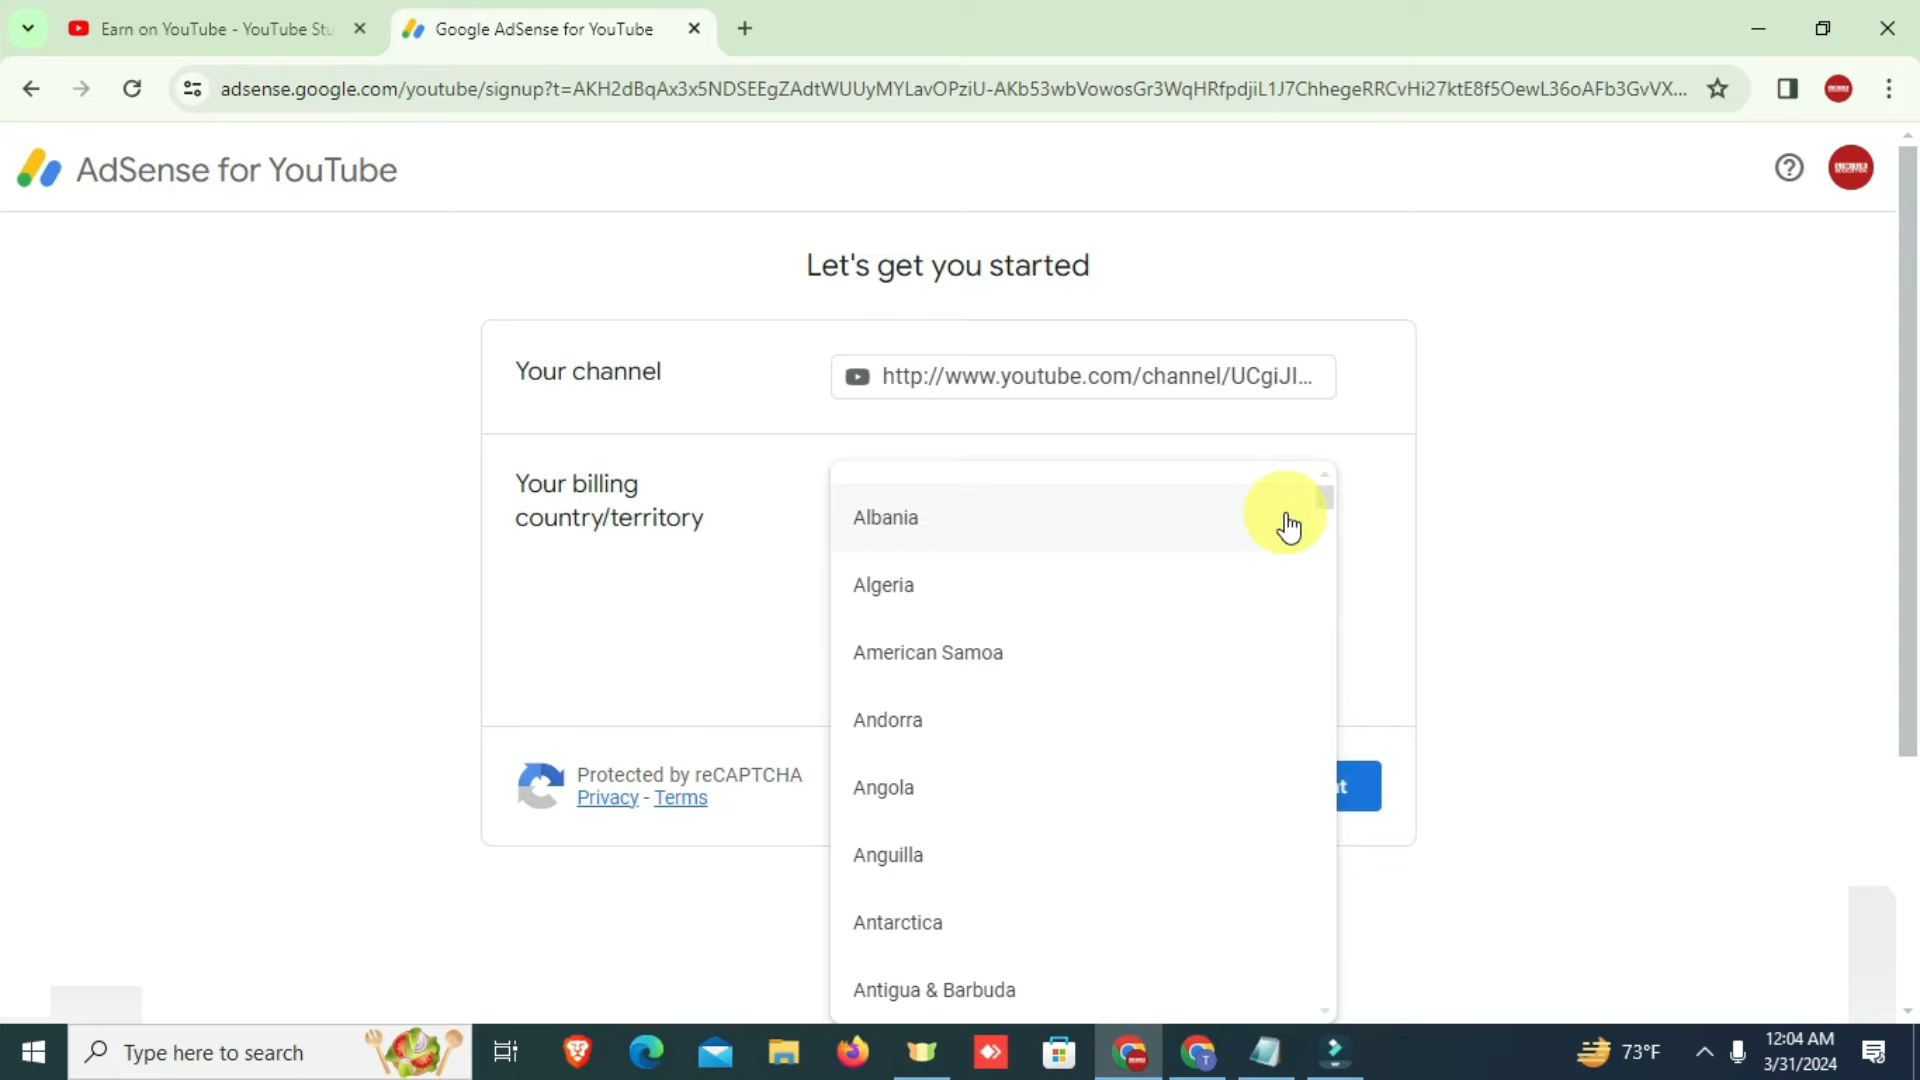 Earn on YouTube - YouTube Stu
Google AdSense for YouTube
adsense.google.com/youtube/signup?t=AKH2dBqAx3x5NDSEEgZAdtWUUyMYLavOPziU-AKb53wbVowosGr3WqHRfpdjiL1J7ChhegeRRCvHi27ktE8f5OewL36oAFb3GvVX...
AdSense for YouTube
Let's get you started
Your channel
http://www.youtube.com/channel/UCgiJI...
Your billing
country/territory
Albania
Algeria
American Samoa
Andorra
Angola
Anguilla
Antarctica
Antigua & Barbuda
Protected by reCAPTCHA
Privacy - Terms
t
Type here to search
73°F
12:04 AM
3/31/2024